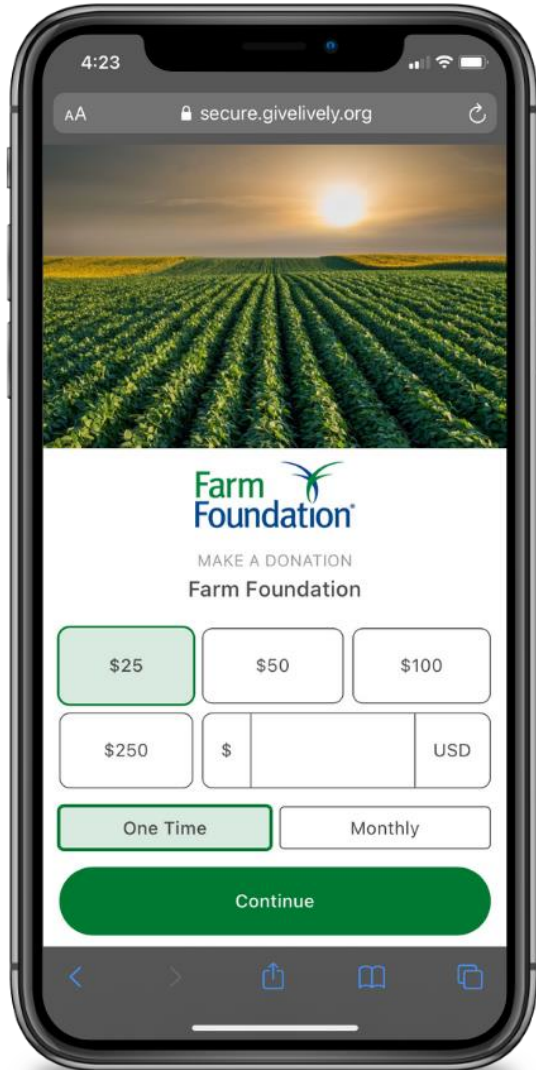 4:23
AA secure.givelively.org
Farm
Foundation®
MAKE A DONATION
Farm Foundation
$25 $50 $100
$250 $ USD
One Time Monthly
Continue